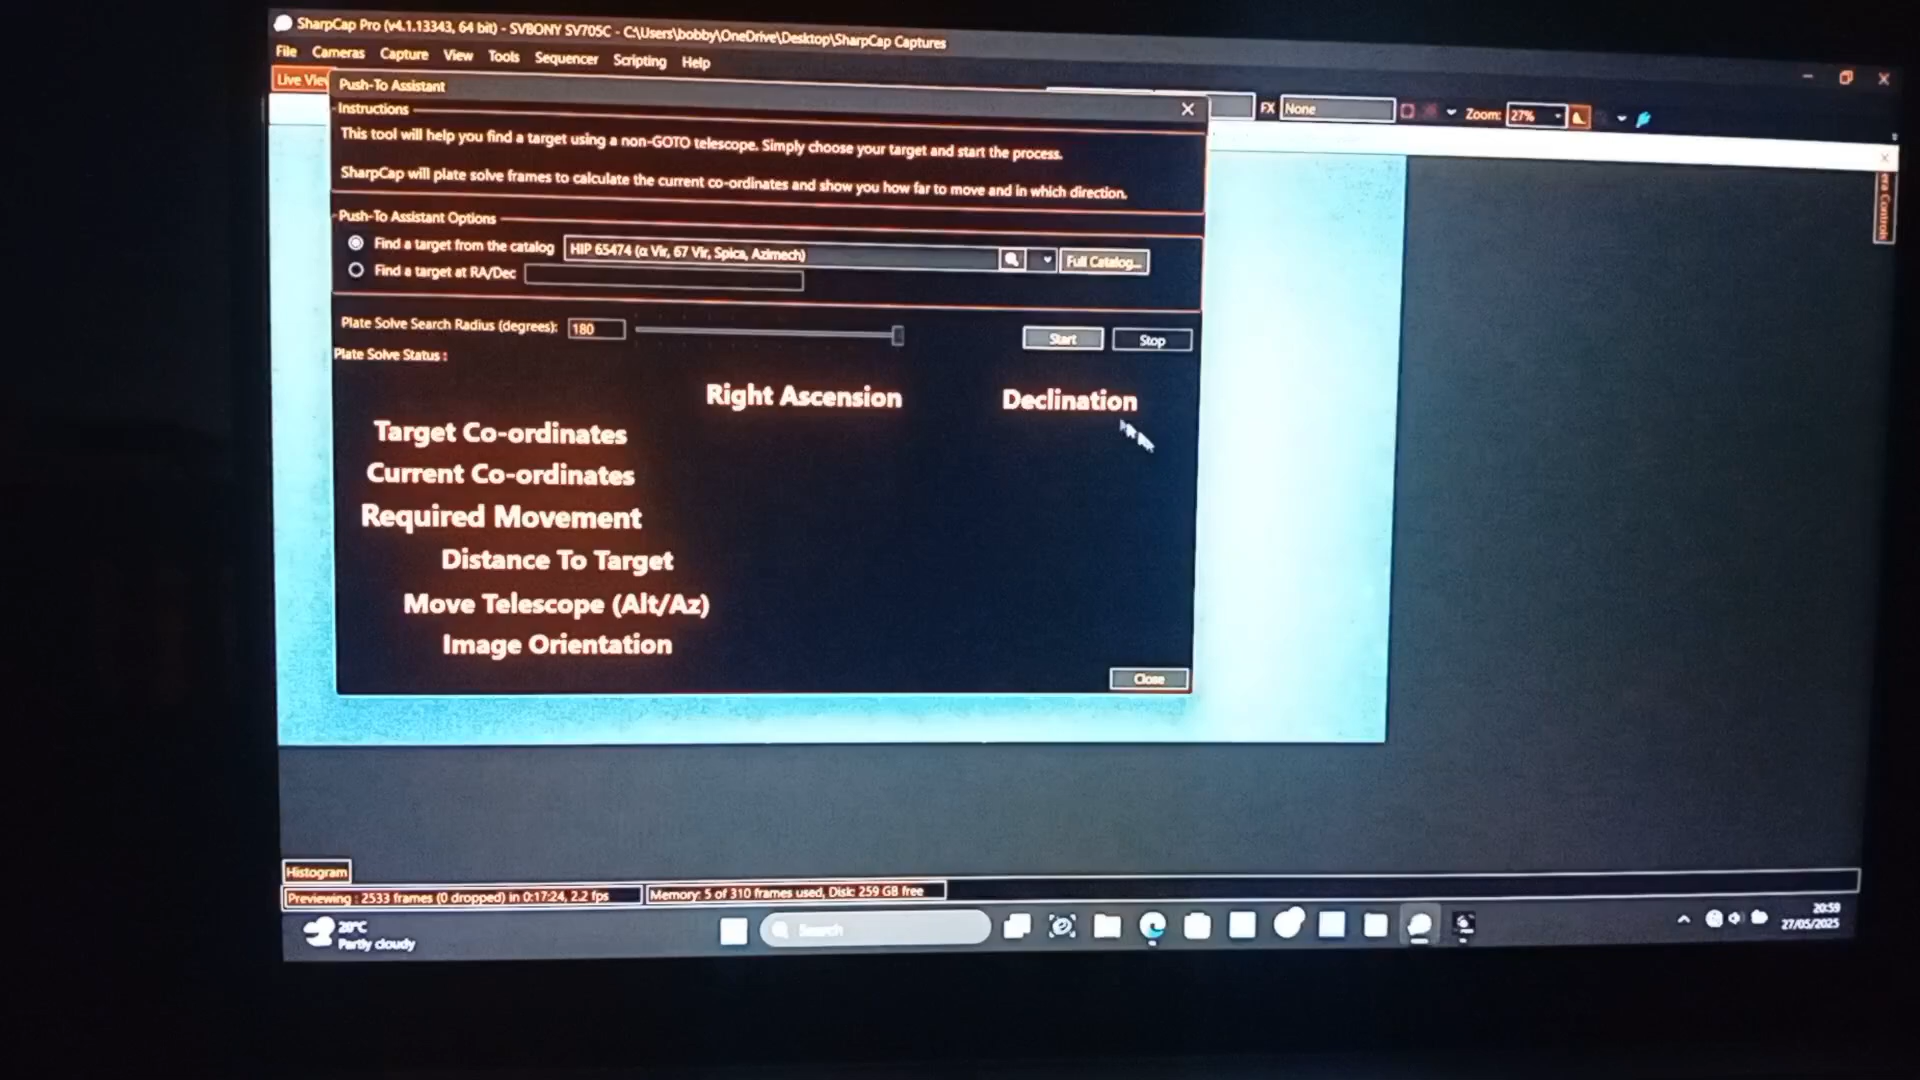 SharpCap Pro (v4.1.13343, 64 bit) - SVBONY SV705C - C:\Users\bobby\OneDrive\Desktop\SharpCap Captures
File Cameras Capture View Tools Sequencer Scripting Help
Live View
Push-To Assistant
FX None Zoom: 27%
Instructions
This tool will help you find a target using a non-GOTO telescope. Simply choose your target and start the process.
SharpCap will plate solve frames to calculate the current co-ordinates and show you how far to move and in which direction.
era Controls
Push-To Assistant Options
Find a target from the catalog HIP 65474 (α Vir, 67 Vir, Spica, Azimech) Full Catalog...
Find a target at RA/Dec
Plate Solve Search Radius (degrees): 180 Start Stop
Plate Solve Status :
Right Ascension Declination
Target Co-ordinates
Current Co-ordinates
Required Movement
Distance To Target
Move Telescope (Alt/Az)
Image Orientation
Close
Histogram
Previewing : 2533 frames (0 dropped) in 0:17:24, 2.2 fps Memory: 5 of 310 frames used, Disk: 259 GB free
20°C
Partly cloudy
Search
20:59
27/05/2025